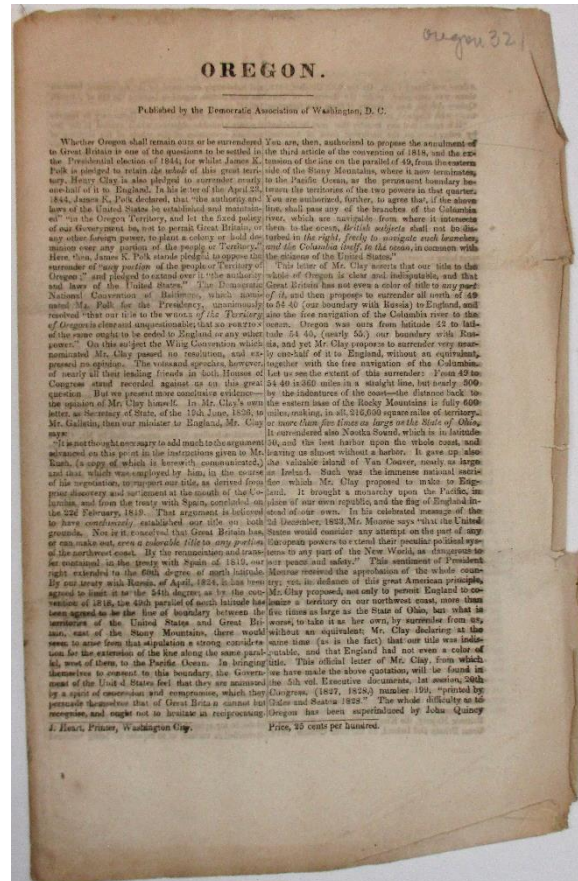 oregon 32
OREGON.
Published by the Democratic Association of Washington, D. C.
Whether Oregon shall remain ours or be surrendered
to Great Britain is one of the questions to be settled in
the Presidential election of 1844; for whilst James K.
Polk is pledged to retain the whole of this great terri-
tory, Henry Clay is also pledged to surrender nearly
one-half of it to England. In his letter of the April 23,
1844, James K. Polk declared, that "the authority and
laws of the United States be established and maintain-
ed" "in the Oregon Territory, and let the fixed policy
of our Government be, not to permit Great Britain, or
any other foreign power, to plant a colony or hold do-
minion over any portion of the people or Territory."
Here, then, James K. Polk stands pledged to oppose the
surrender of "any portion of the people or Territory of
Oregon;" and pledged to extend over it "the authority
and laws of the United States." The Democratic
National Convention at Baltimore, which nomi-
nated Mr. Polk for the Presidency, unanimously
resolved "that our title to the WHOLE of the Territory
of Oregon is clear and unquestionable; that NO PORTION
of the same ought to be ceded to England or any other
power." On this subject the Whig Convention which
nominated Mr. Clay passed no resolution, and ex-
pressed no opinion. The votes and speeches, however,
of nearly all their leading friends in both Houses of
Congress stand recorded against us on this great
question. But we present more conclusive evidence—
the opinion of Mr. Clay himself. In Mr. Clay's own
letter, as Secretary of State, of the 19th June, 1826, to
Mr. Gallatin, then our minister to England, Mr. Clay
says:
"It is not thought necessary to add much to the argument
advanced on this point in the instructions given to Mr.
Rush, (a copy of which is herewith communicated,)
and that which was employed by him, in the course
of his negotiation, to support our title, as derived from
prior discovery and settlement at the mouth of the Co-
lumbia, and from the treaty with Spain, concluded on
the 22d February, 1819. That argument is believed
to have conclusively established our title on both
grounds. Nor is it conceived that Great Britain has,
or can make out, even a colorable title to any portion
of the northwest coast. By the renunciation and trans-
fer contained in the treaty with Spain of 1819, our
right extended to the 60th degree of north latitude.
By our treaty with Russia, of April, 1824, it has been
agreed to limit it to the 54th degree; as by the con-
vention of 1818, the 49th parallel of north latitude has
been agreed to be the line of boundary between the
territories of the United States and Great Bri-
tain, east of the Stony Mountains, there would
seem to arise from that stipulation a strong considera-
tion for the extension of the line along the same paral-
lel, west of them, to the Pacific Ocean. In bringing
themselves to consent to this boundary, the Govern-
ment of the United States feel that they are animated
by a spirit of concession and compromise, which they
persuade themselves that of Great Britain cannot but
recognise, and ought not to hesitate in reciprocating.
J. Heart, Printer, Washington City.
You are, then, authorized to propose the annulment of
the third article of the convention of 1818, and the ex-
tension of the line on the parallel of 49, from the eastern
side of the Stony Mountains, where it now terminates,
to the Pacific Ocean, as the permanent boundary be-
tween the territories of the two powers in that quarter.
You are authorized, further, to agree that, if the above
line, shall pass any of the branches of the Columbia
river, which are navigable from where it intersects
them to the ocean, British subjects shall not be dis-
turbed in the right, freely to navigate such branches,
and the Columbia itself, to the ocean, in common with
the citizens of the United States."
This letter of Mr. Clay asserts that our title to the
whole of Oregon is clear and indisputable, and that
Great Britain has not even a color of title to any part
of it, and then proposes to surrender all north of 49
to 54 40 (our boundary with Russia) to England, and
also the free navigation of the Columbia river to the
ocean. Oregon was ours from latitude 42 to lati-
tude 54 40, (nearly 55,) our boundary with Rus-
sia, and yet Mr. Clay proposes to surrender very near-
ly one-half of it to England, without an equivalent,
together with the free navigation of the Columbia.
Let us see the extent of this surrender: From 49 to
54 40 is 360 miles in a straight line, but nearly 500
by the indentures of the coast—the distance back to
the eastern base of the Rocky Mountains is fully 600
miles, making, in all, 216,000 square miles of territory,
or more than five times as large as the State of Ohio.
It surrendered also Nootka Sound, which is in latitude
50, and the best harbor upon the whole coast, and
leaving us almost without a harbor. It gave up also
the valuable island of Van Couver, nearly as large
as Ireland. Such was the immense national sacri-
fice which Mr. Clay proposed to make to Eng-
land. It brought a monarchy upon the Pacific, in
place of our own republic, and the flag of England in-
stead of our own. In his celebrated message of the
2d December, 1823, Mr. Monroe says "that the United
States would consider any attempt on the part of any
European powers to extend their peculiar political sys-
tems to any part of the New World, as dangerous to
our peace and safety." This sentiment of President
Monroe received the approbation of the whole coun-
try; yet, in defiance of this great American principle,
Mr. Clay proposed, not only to permit England to co-
lonize a territory on our northwest coast, more than
five times as large as the State of Ohio, but what is
worse, to take it as her own, by surrender from us,
without an equivalent; Mr. Clay declaring at the
same time (as is the fact) that our title was indis-
putable, and that England had not even a color of
title. This official letter of Mr. Clay, from which
we have made the above quotation, will be found in
the 5th vol. Executive documents, 1st session, 20th
Congress, (1827, 1828,) number 199, "printed by
Gales and Seaton 1828." The whole difficulty as to
Oregon has been superinduced by John Quincy
Price, 25 cents per hundred.